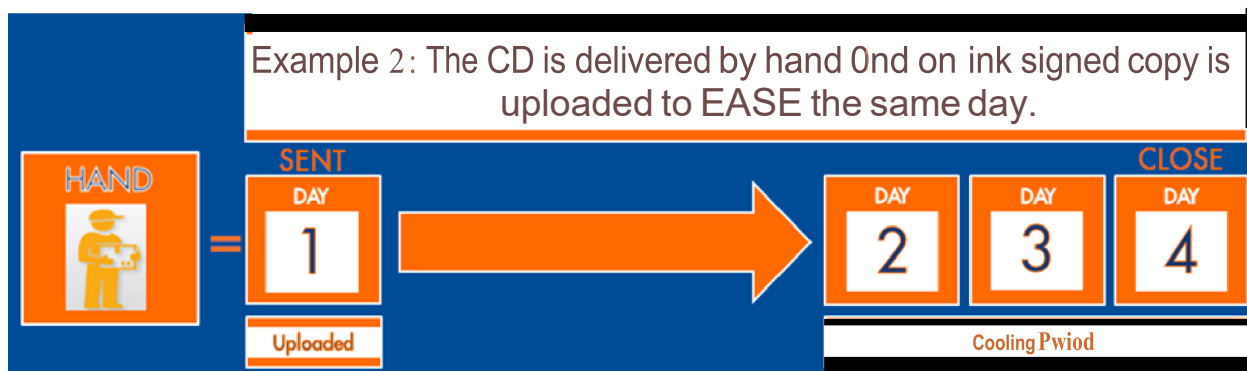 Example 2: The CD is delivered by hand 0nd on ink signed copy is
uploaded to EASE the same day.
HAND
=
SENT
DAY
1
Uploaded
DAY
2
DAY
3
CLOSE
DAY
4
Cooling Pwiod